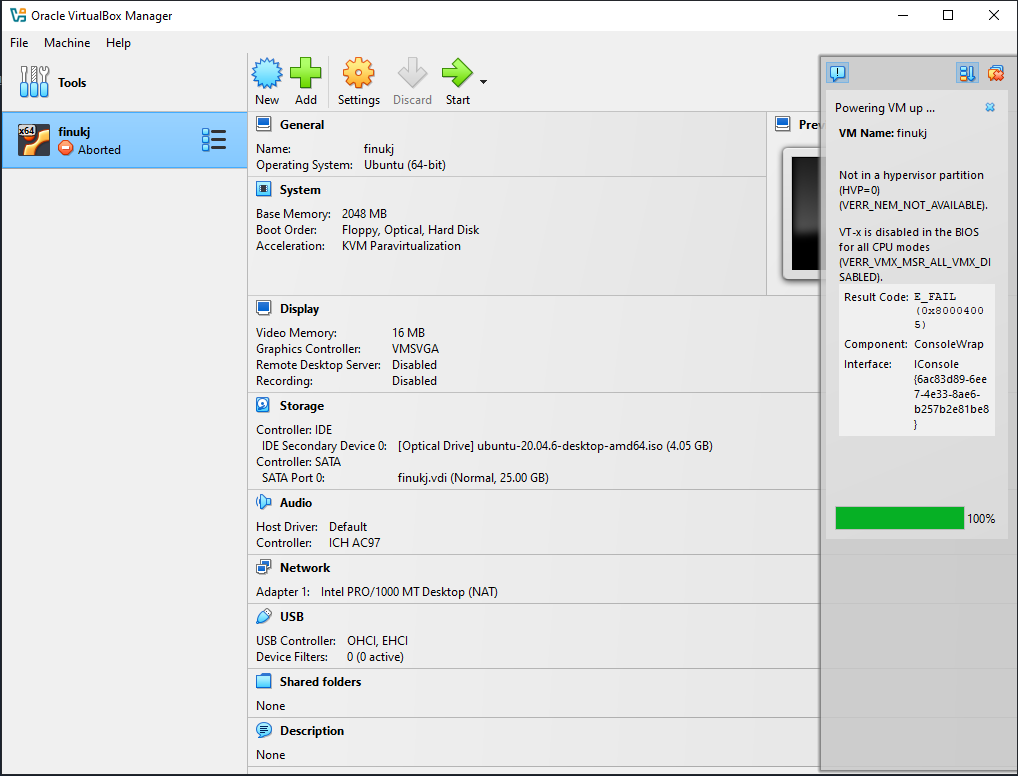 Oracle VirtualBox Manager
File Machine Help
Tools
x64
finukj
Aborted
New Add Settings Discard Start
General
Name: finukj
Operating System: Ubuntu (64-bit)
System
Base Memory: 2048 MB
Boot Order: Floppy, Optical, Hard Disk
Acceleration: KVM Paravirtualization
Display
Video Memory: 16 MB
Graphics Controller: VMSVGA
Remote Desktop Server: Disabled
Recording: Disabled
Storage
Controller: IDE
IDE Secondary Device 0: [Optical Drive] ubuntu-20.04.6-desktop-amd64.iso (4.05 GB)
Controller: SATA
SATA Port 0: finukj.vdi (Normal, 25.00 GB)
Audio
Host Driver: Default
Controller: ICH AC97
Network
Adapter 1: Intel PRO/1000 MT Desktop (NAT)
USB
USB Controller: OHCI, EHCI
Device Filters: 0 (0 active)
Shared folders
None
Description
None
Prev
Powering VM up ...
VM Name: finukj
Not in a hypervisor partition
(HVP=0)
(VERR_NEM_NOT_AVAILABLE).
VT-x is disabled in the BIOS
for all CPU modes
(VERR_VMX_MSR_ALL_VMX_DI
SABLED).
Result Code: E_FAIL
(0x8000400
5)
Component: ConsoleWrap
Interface: IConsole
{6ac83d89-6ee
7-4e33-8ae6-
b257b2e81be8
}
100%